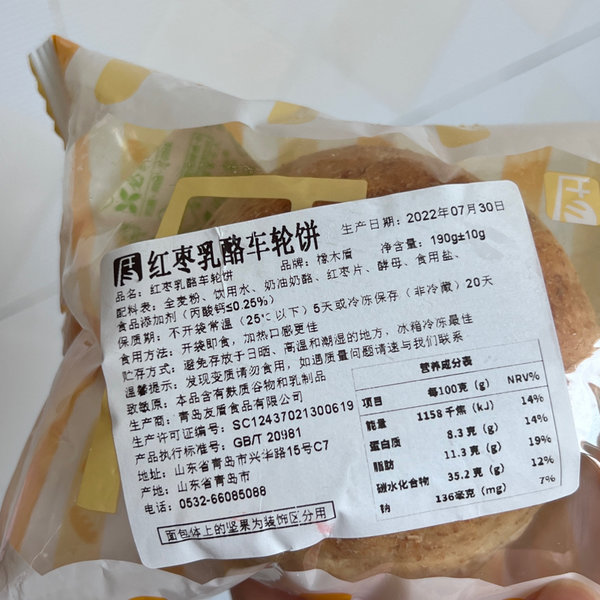 红枣乳酪车轮饼
生产日期：2022年07月30日
品名：红枣乳酪车轮饼 品牌：橡木盾 净含量：190g±10g
配料表：全麦粉、饮用水、奶油奶酪、红枣片、酵母、食用盐、
食品添加剂（丙酸钙≤0.25%）
保质期：不开袋常温（25℃以下）5天或冷冻保存（非冷藏）20天
食用方法：开袋即食，加热口感更佳
贮存方式：避免存放于日晒、高温和潮湿的地方，冰箱冷冻最佳
温馨提示：发现变质请勿食用，如遇质量问题请速与我们联系
致敏原：本品含有麸质谷物和乳制品
生产商：青岛友盾食品有限公司
生产许可证编号：SC12437021300619
产品执行标准号：GB/T 20981
地址：山东省青岛市兴华路15号C7
产地：山东省青岛市
电话：0532-66085088
面包体上的坚果为装饰区分用
营养成分表
项目 每100克（g） NRV%
能量 1158千焦（kJ） 14%
蛋白质 8.3克（g） 14%
脂肪 11.3克（g） 19%
碳水化合物 35.2克（g） 12%
钠 136毫克（mg） 7%